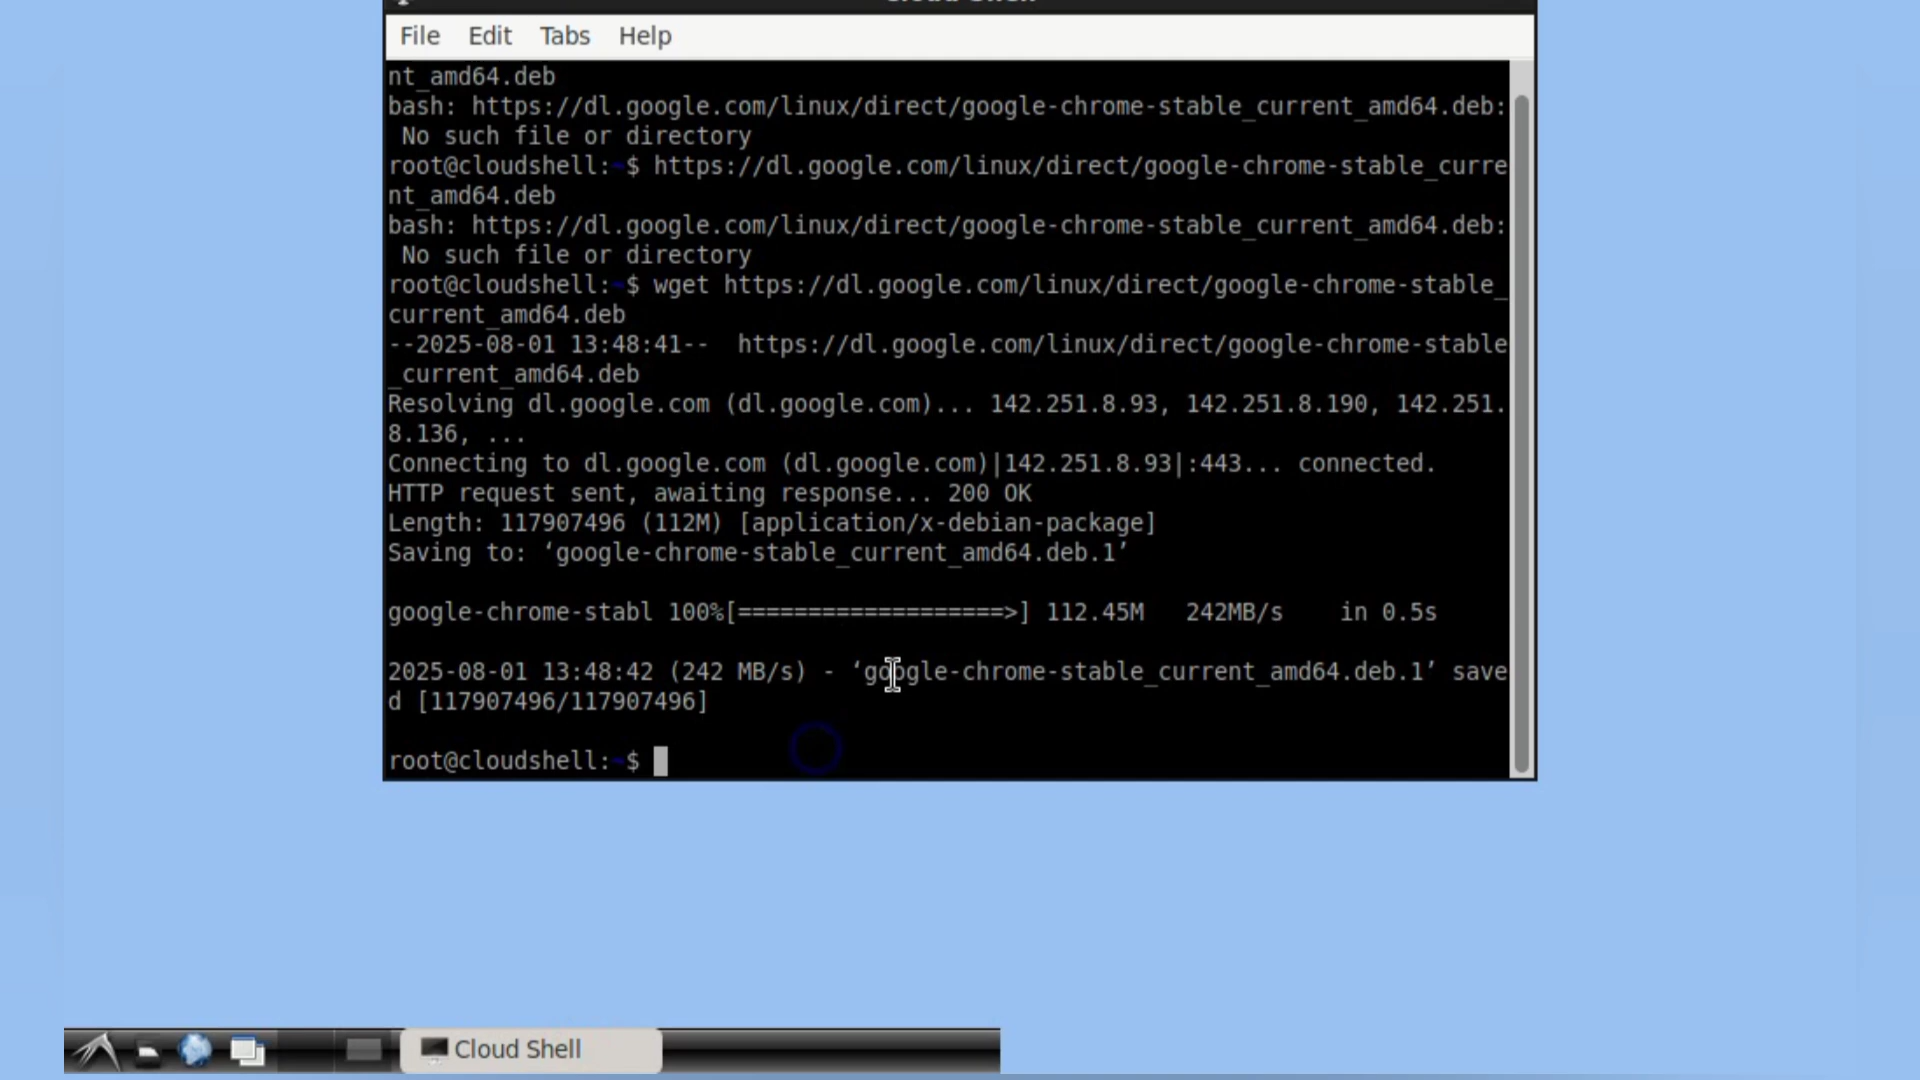 File Edit Tabs Help
nt_amd64.deb
bash: https://dl.google.com/linux/direct/google-chrome-stable_current_amd64.deb:
No such file or directory
root@cloudshell:~$ https://dl.google.com/linux/direct/google-chrome-stable_curre
nt_amd64.deb
bash: https://dl.google.com/linux/direct/google-chrome-stable_current_amd64.deb:
No such file or directory
root@cloudshell:~$ wget https://dl.google.com/linux/direct/google-chrome-stable_
current_amd64.deb
--2025-08-01 13:48:41--  https://dl.google.com/linux/direct/google-chrome-stable
_current_amd64.deb
Resolving dl.google.com (dl.google.com)... 142.251.8.93, 142.251.8.190, 142.251.
8.136, ...
Connecting to dl.google.com (dl.google.com)|142.251.8.93|:443... connected.
HTTP request sent, awaiting response... 200 OK
Length: 117907496 (112M) [application/x-debian-package]
Saving to: ‘google-chrome-stable_current_amd64.deb.1’
google-chrome-stabl 100%[===================>] 112.45M   242MB/s    in 0.5s
2025-08-01 13:48:42 (242 MB/s) - ‘google-chrome-stable_current_amd64.deb.1’ save
d [117907496/117907496]
root@cloudshell:~$
Cloud Shell